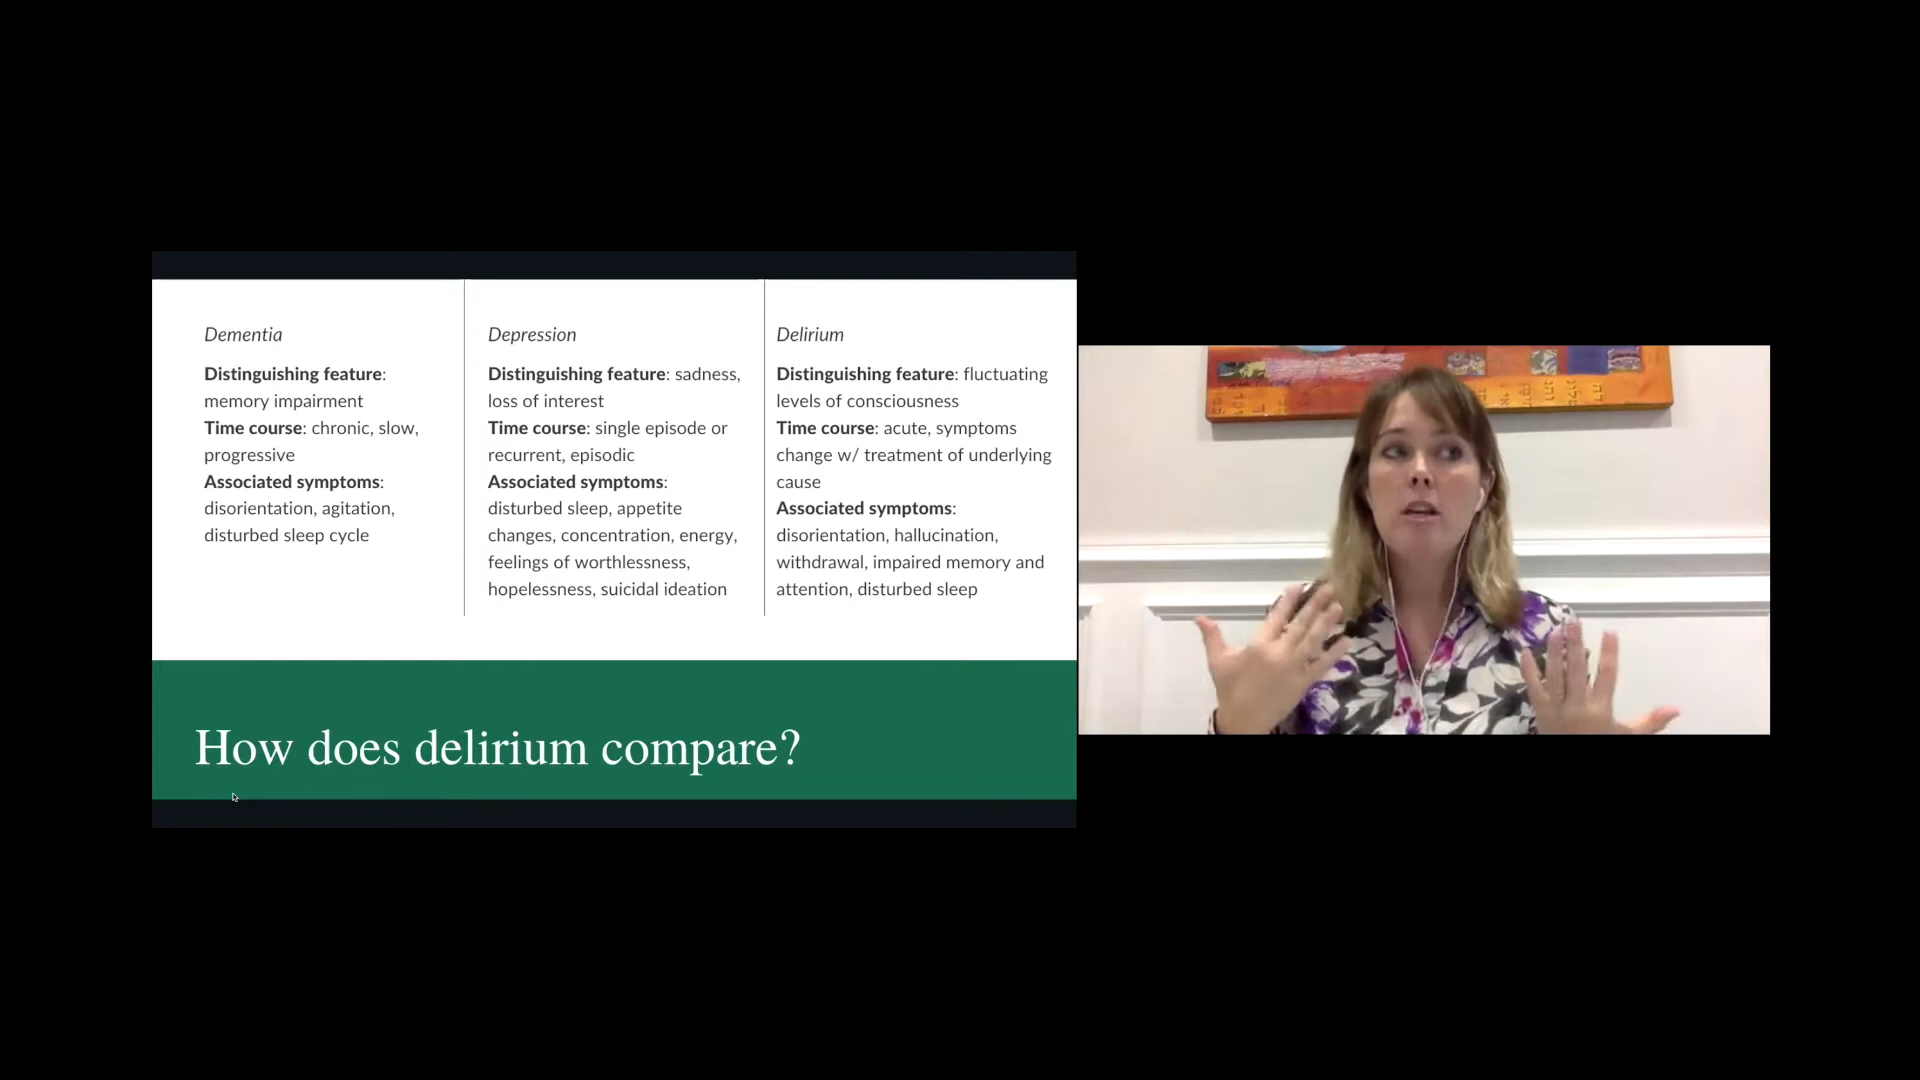 Dementia
Distinguishing feature:
memory impairment
Time course: chronic, slow,
progressive
Associated symptoms:
disorientation, agitation,
disturbed sleep cycle
Depression
Distinguishing feature: sadness,
loss of interest
Time course: single episode or
recurrent, episodic
Associated symptoms:
disturbed sleep, appetite
changes, concentration, energy,
feelings of worthlessness,
hopelessness, suicidal ideation
Delirium
Distinguishing feature: fluctuating
levels of consciousness
Time course: acute, symptoms
change w/ treatment of underlying
cause
Associated symptoms:
disorientation, hallucination,
withdrawal, impaired memory and
attention, disturbed sleep
How does delirium compare?